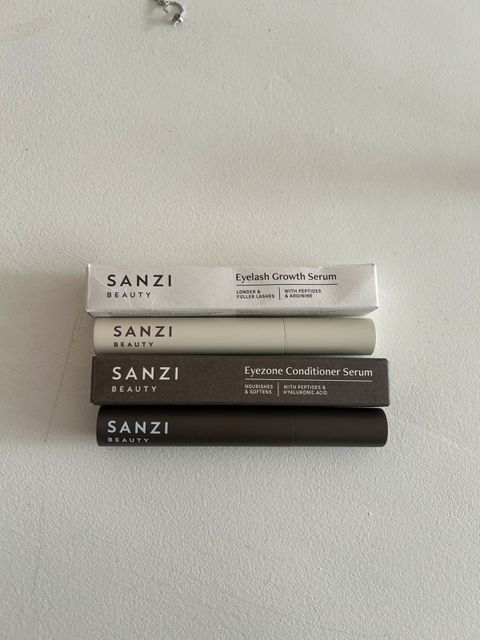 SANZI
BEAUTY
Eyelash Growth Serum
LONGER &
FULLER LASHES
WITH PEPTIDES
& ARGININE
SANZI
BEAUTY
SANZI
BEAUTY
Eyezone Conditioner Serum
NOURISHES
& SOFTENS
WITH PEPTIDES &
HYALURONIC ACID
SANZI
BEAUTY